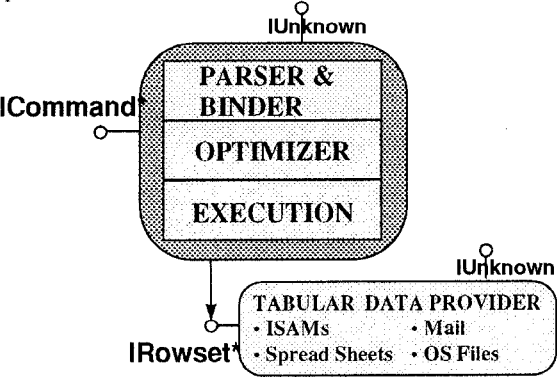 IUnknown
PARSER &
BINDER
ICommand*
OPTIMIZER
EXECUTION
IUnknown
TABULAR DATA PROVIDER
• ISAMs • Mail
• Spread Sheets • OS Files
IRowset*